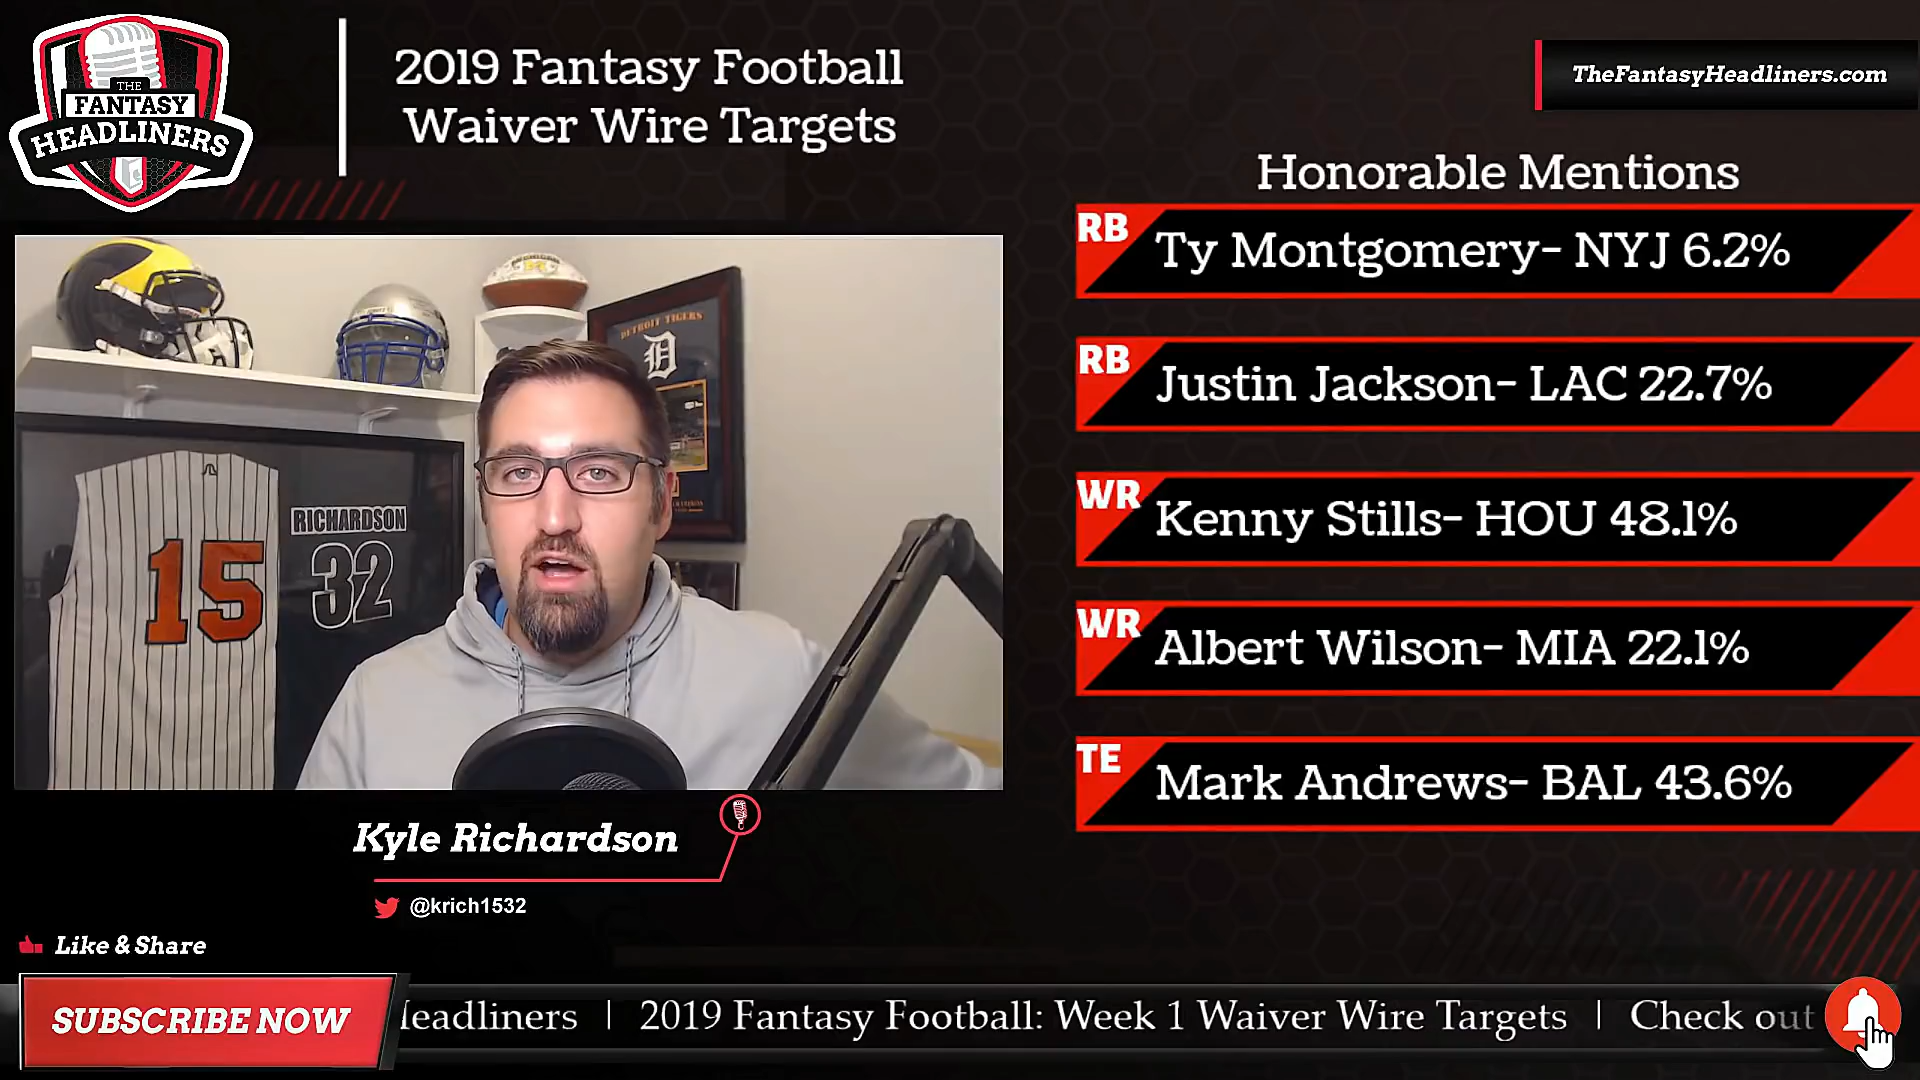 THE
FANTASY
HEADLINERS
2019 Fantasy Football
Waiver Wire Targets
TheFantasyHeadliners.com
Honorable Mentions
RB
Ty Montgomery- NYJ 6.2%
RB
Justin Jackson- LAC 22.7%
WR
Kenny Stills- HOU 48.1%
WR
Albert Wilson- MIA 22.1%
TE
Mark Andrews- BAL 43.6%
DETROIT TIGERS
D
RICHARDSON
15
32
Kyle Richardson
@krich1532
Like & Share
SUBSCRIBE NOW
Headliners | 2019 Fantasy Football: Week 1 Waiver Wire Targets | Check out